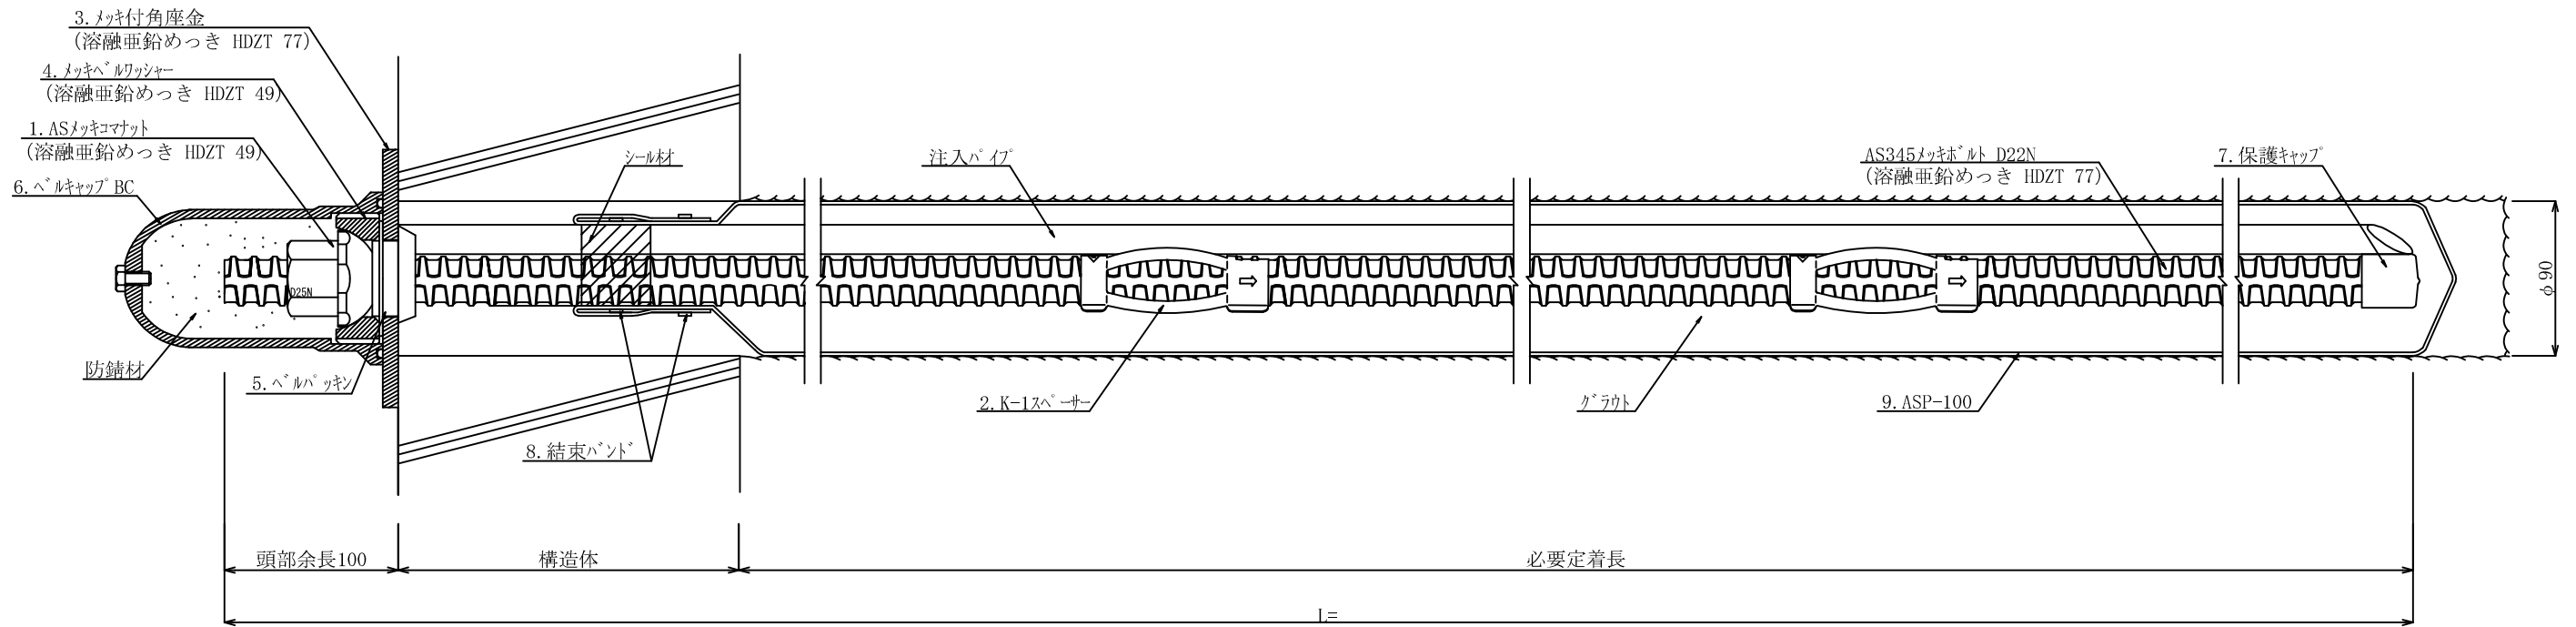 3.ﾒｯｷ付角座金
(溶融亜鉛めっき HDZT 77)
4.ﾒｯｷﾍﾞﾙﾜｯｼｬｰ
(溶融亜鉛めっき HDZT 49)
1.ASﾒｯｷｺﾏﾅｯﾄ
(溶融亜鉛めっき HDZT 49)
6.ﾍﾞﾙｷｬｯﾌﾟBC
ｼｰﾙ材
注入ﾊﾟｲﾌﾟ
AS345ﾒｯｷﾎﾞﾙﾄ D22N
(溶融亜鉛めっき HDZT 77)
7.保護ｷｬｯﾌﾟ
D25N
φ90
防錆材
5.ﾍﾞﾙﾊﾟｯｷﾝ
8.結束ﾊﾞﾝﾄﾞ
2.K-1ｽﾍﾟｰｻｰ
ｸﾞﾗｳﾄ
9.ASP-100
頭部余長100
構造体
必要定着長
L=